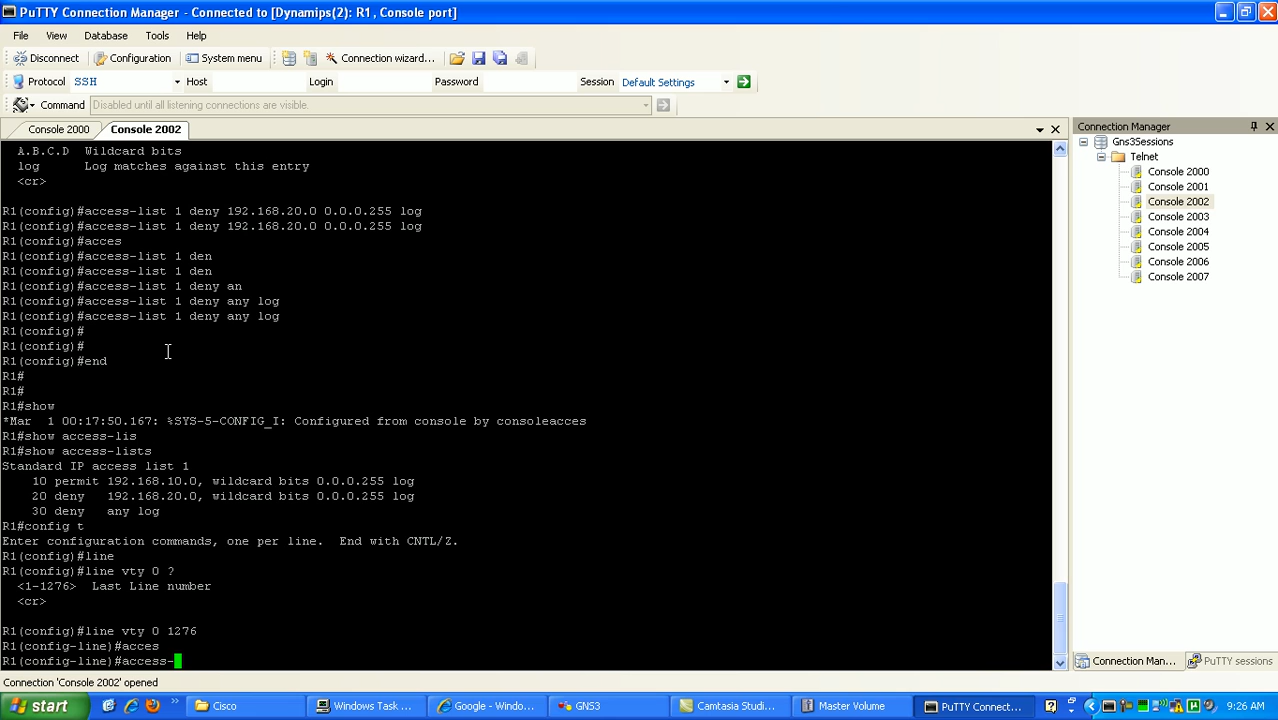 PuTTY Connection Manager - Connected to [Dynamips(2): R1 , Console port]
File View Database Tools Help
Disconnect Configuration System menu Connection wizard...
Protocol SSH Host Login Password Session Default Settings
Command Disabled until all listening connections are visible.
Console 2000 Console 2002
A.B.C.D  Wildcard bits
log      Log matches against this entry
<cr>
R1(config)#access-list 1 deny 192.168.20.0 0.0.0.255 log
R1(config)#access-list 1 deny 192.168.20.0 0.0.0.255 log
R1(config)#acces
R1(config)#access-list 1 den
R1(config)#access-list 1 den
R1(config)#access-list 1 deny an
R1(config)#access-list 1 deny any log
R1(config)#access-list 1 deny any log
R1(config)#
R1(config)#
R1(config)#end
R1#
R1#
R1#show
*Mar  1 00:17:50.167: %SYS-5-CONFIG_I: Configured from console by consoleacces
R1#show access-lis
R1#show access-lists
Standard IP access list 1
10 permit 192.168.10.0, wildcard bits 0.0.0.255 log
20 deny   192.168.20.0, wildcard bits 0.0.0.255 log
30 deny   any log
R1#config t
Enter configuration commands, one per line.  End with CNTL/Z.
R1(config)#line
R1(config)#line vty 0 ?
<1-1276>  Last Line number
<cr>
R1(config)#line vty 0 1276
R1(config-line)#acces
R1(config-line)#access-
Connection Manager
Gns3Sessions
Telnet
Console 2000
Console 2001
Console 2002
Console 2003
Console 2004
Console 2005
Console 2006
Console 2007
Connection Man... PuTTY sessions
Connection 'Console 2002' opened
start Cisco Windows Task ... Google - Windo... GNS3 Camtasia Studi... Master Volume PuTTY Connect... 9:26 AM